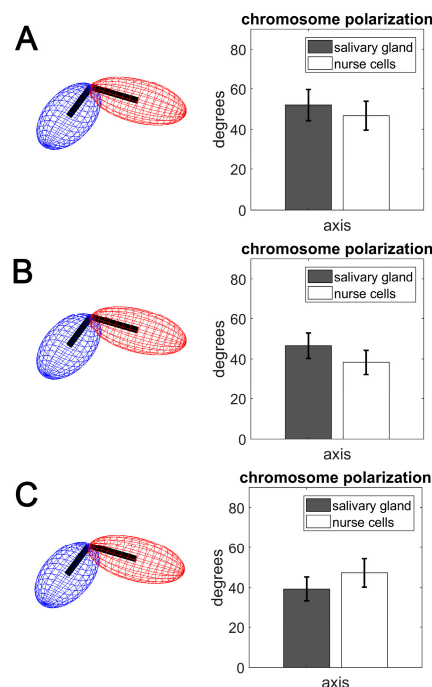 A
chromosome polarization
salivary gland
nurse cells
80
60
40
20
0
degrees
axis
B
chromosome polarization
salivary gland
nurse cells
80
60
40
20
0
degrees
axis
C
chromosome polarization
salivary gland
nurse cells
80
60
40
20
0
degrees
axis